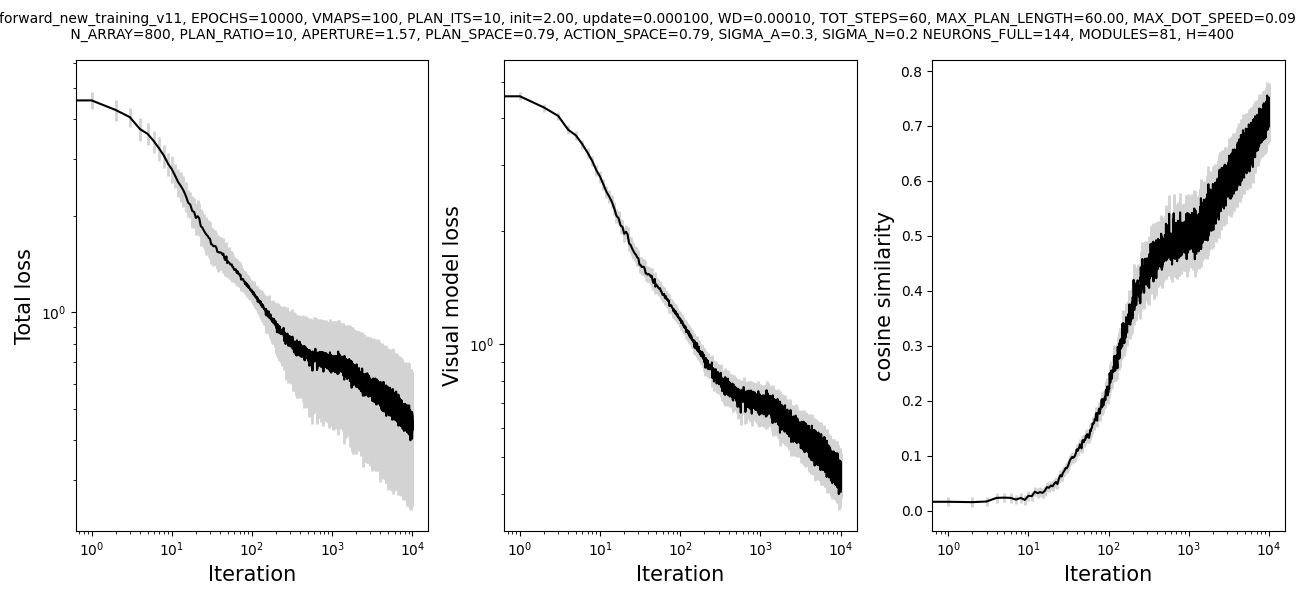 forward_new_training_v11, EPOCHS=10000, VMAPS=100, PLAN_ITS=10, init=2.00, update=0.000100, WD=0.00010, TOT_STEPS=60, MAX_PLAN_LENGTH=60.00, MAX_DOT_SPEED=0.09
N_ARRAY=800, PLAN_RATIO=10, APERTURE=1.57, PLAN_SPACE=0.79, ACTION_SPACE=0.79, SIGMA_A=0.3, SIGMA_N=0.2 NEURONS_FULL=144, MODULES=81, H=400
Total loss
10⁰
10⁰ 10¹ 10² 10³ 10⁴
Iteration
Visual model loss
10⁰
10⁰ 10¹ 10² 10³ 10⁴
Iteration
cosine similarity
0.8
0.7
0.6
0.5
0.4
0.3
0.2
0.1
0.0
10⁰ 10¹ 10² 10³ 10⁴
Iteration